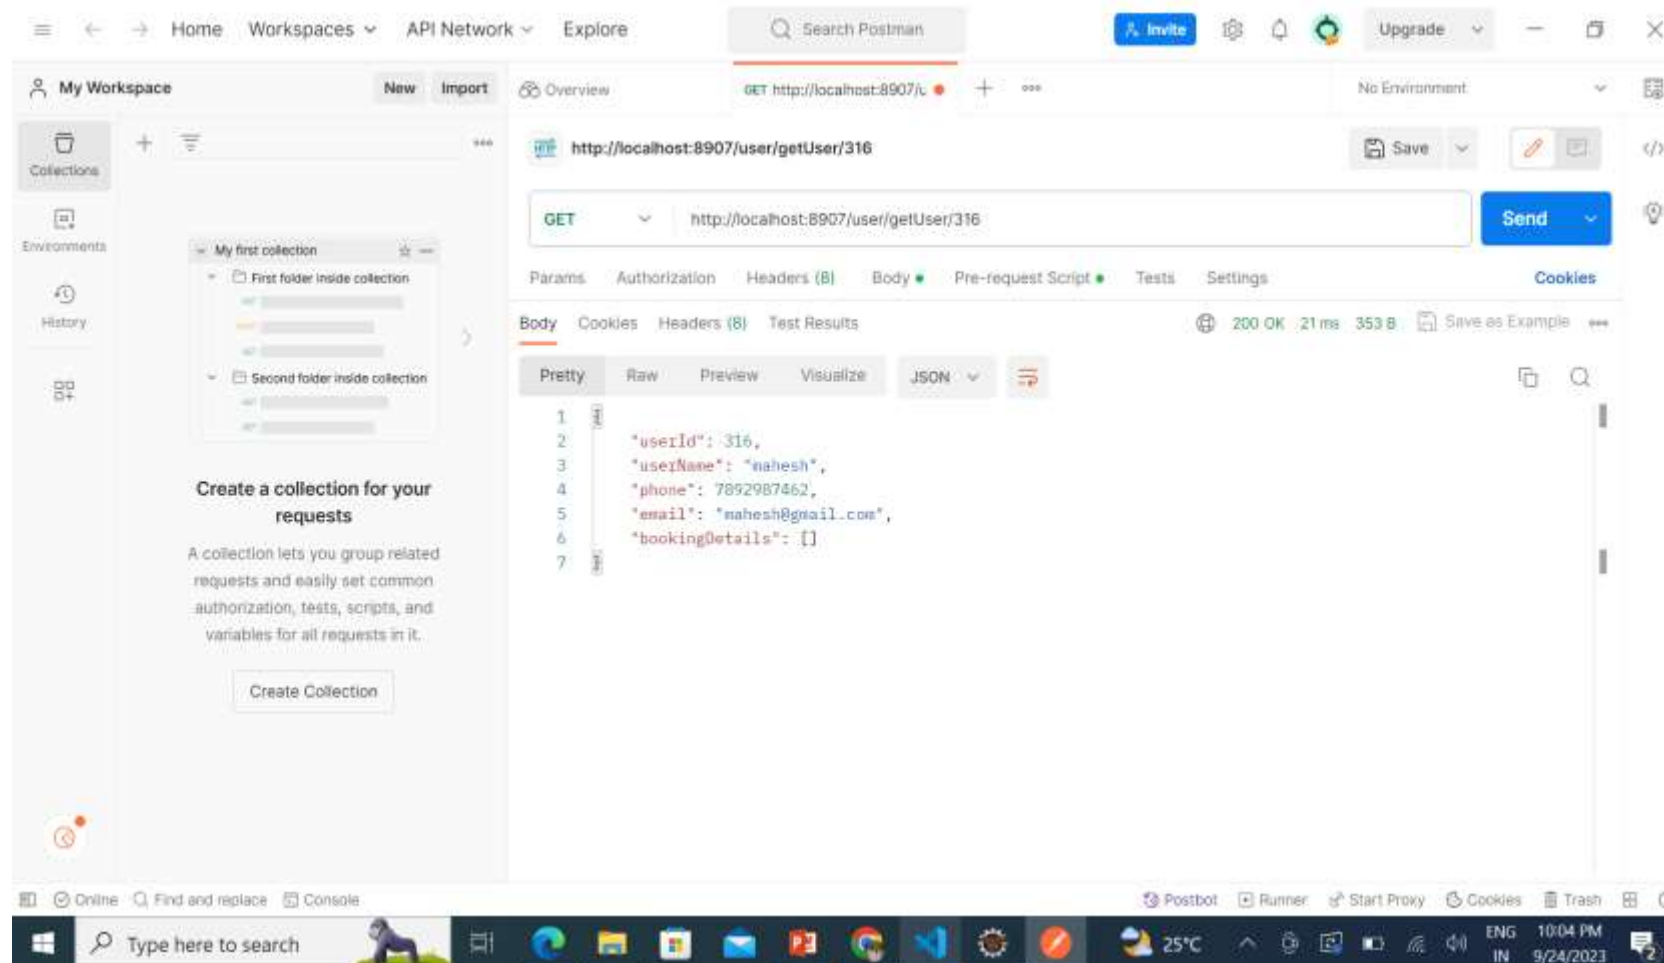 Home Workspaces API Network Explore Search Postman Invite Upgrade
My Workspace New Import Overview GET http://localhost:8907/u No Environment
Collections
http://localhost:8907/user/getUser/316 Save
Environments
GET http://localhost:8907/user/getUser/316 Send
History
My first collection
First folder inside collection
Second folder inside collection
Create a collection for your
requests
A collection lets you group related
requests and easily set common
authorization, tests, scripts, and
variables for all requests in it.
Create Collection
Params Authorization Headers (8) Body Pre-request Script Tests Settings Cookies
Body Cookies Headers (8) Test Results 200 OK 21 ms 353 B Save as Example
Pretty Raw Preview Visualize JSON
1 {
2 "userId": 316,
3 "userName": "mahesh",
4 "phone": 7892987462,
5 "email": "mahesh@gmail.com",
6 "bookingDetails": []
7 }
Online Find and replace Console Postbot Runner Start Proxy Cookies Trash
Type here to search 25°C ENG 10:04 PM
IN 9/24/2023 2